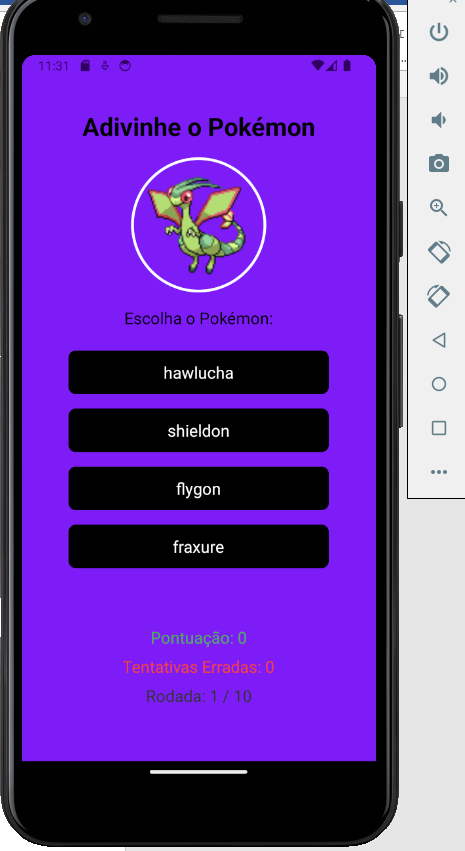 11:31
Adivinhe o Pokémon
Escolha o Pokémon:
hawlucha
shieldon
flygon
fraxure
Pontuação: 0
Tentativas Erradas: 0
Rodada: 1 / 10